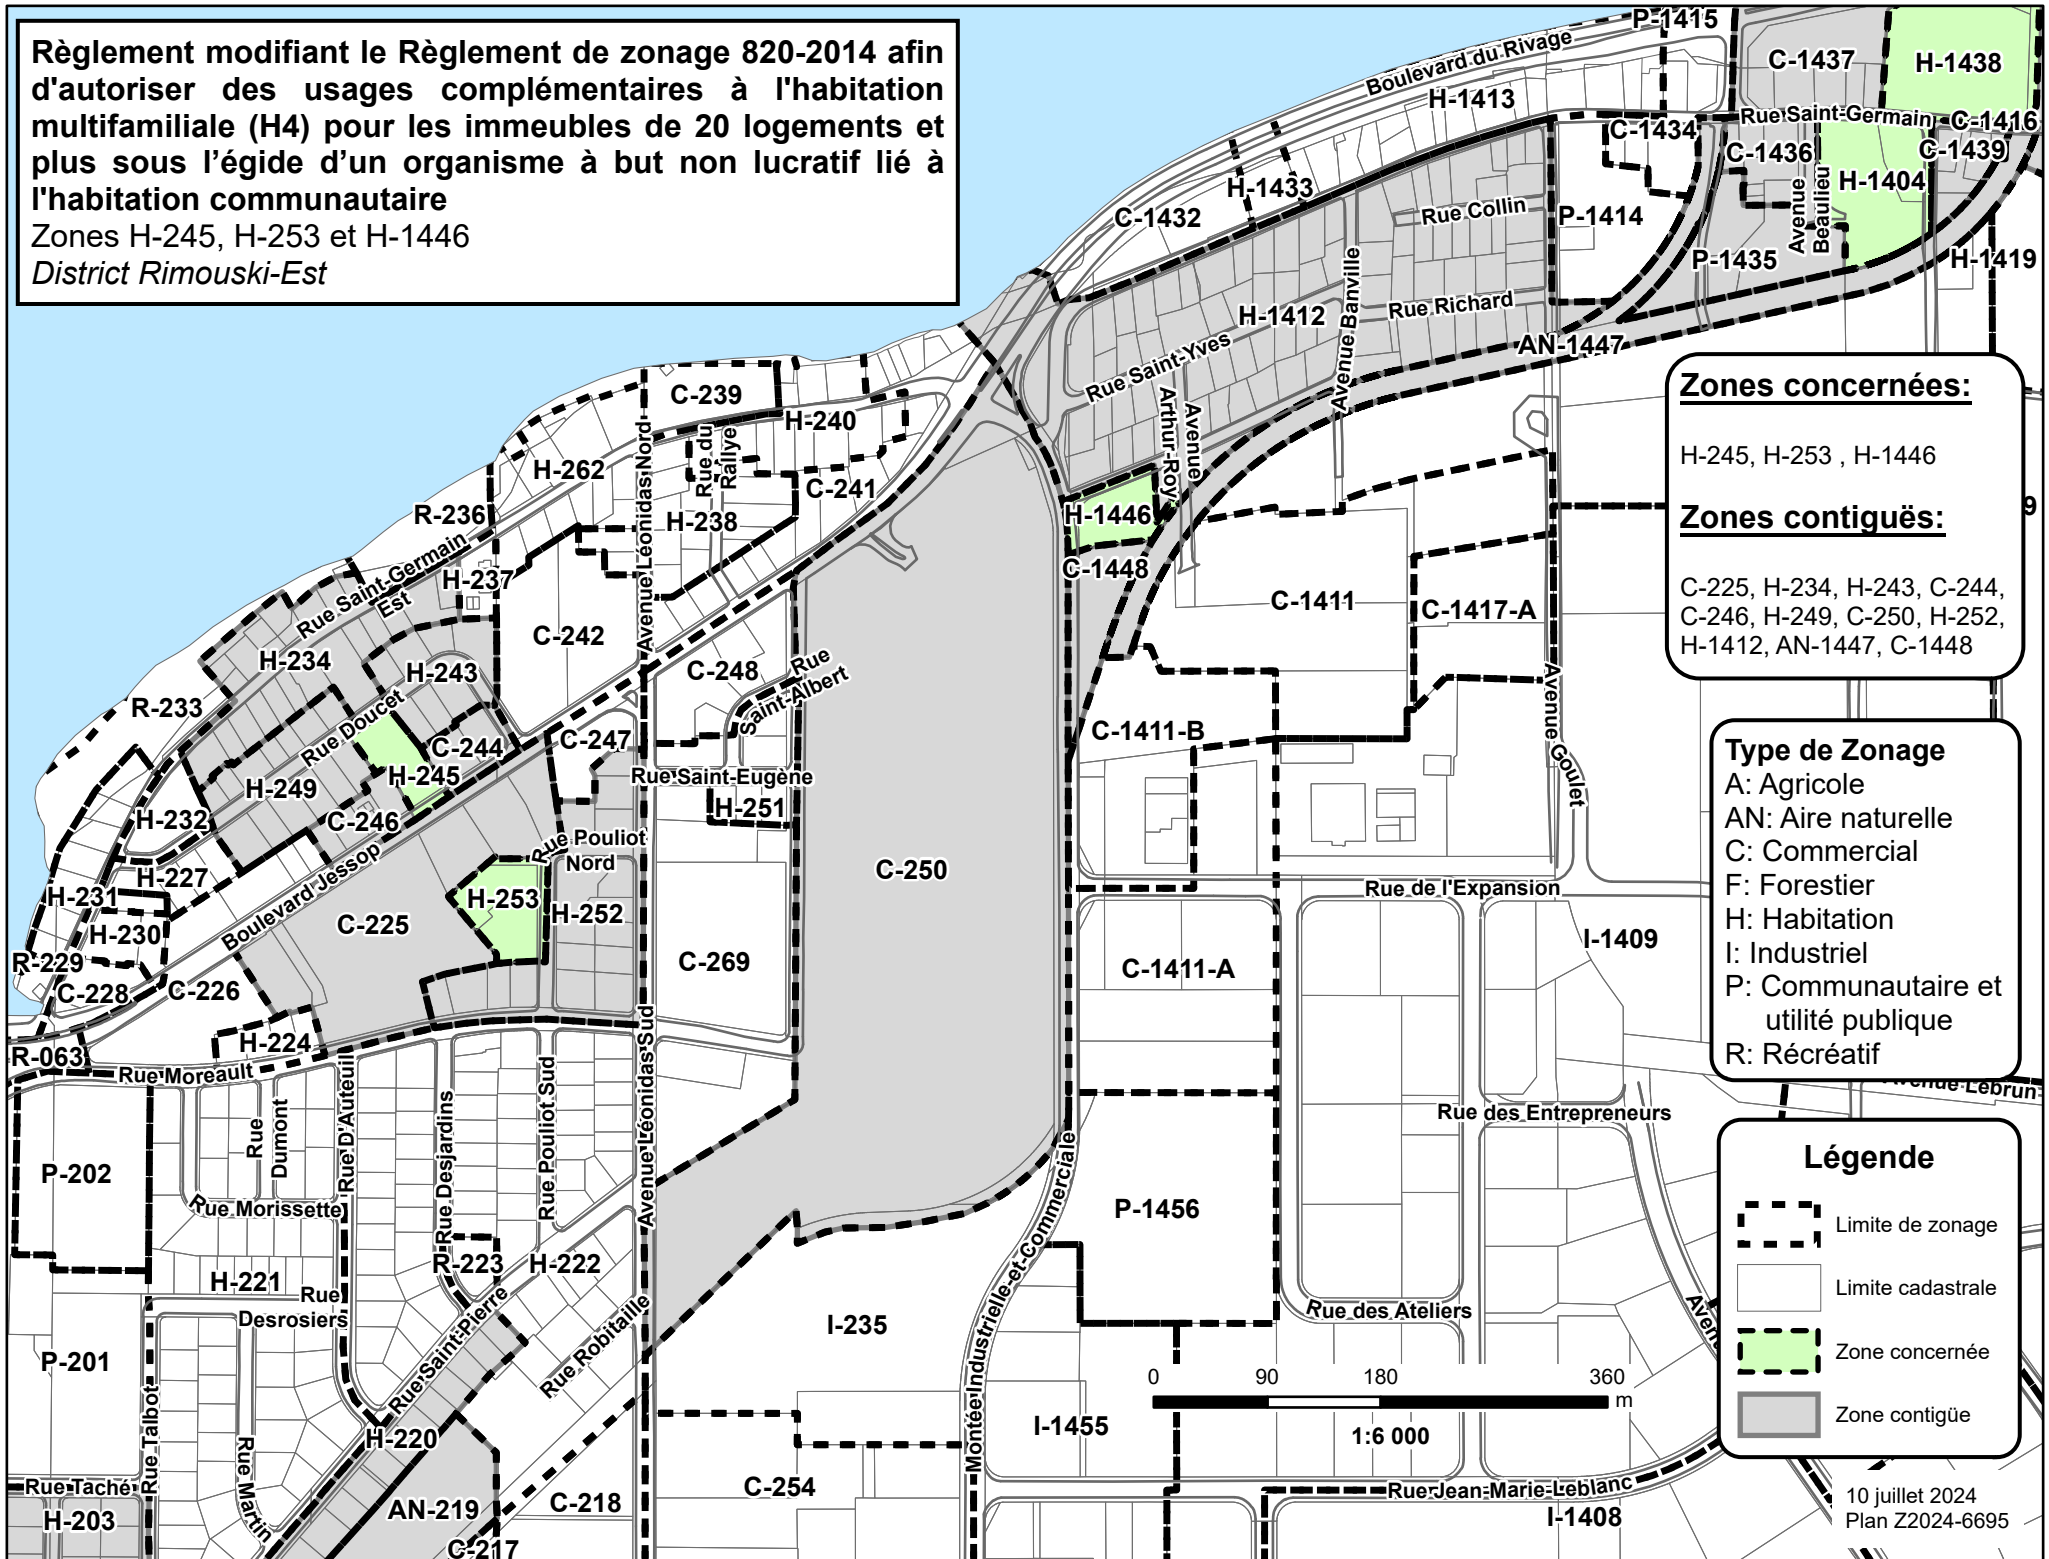 Règlement modifiant le Règlement de zonage 820-2014 afin
d'autoriser des usages complémentaires à l'habitation
multifamiliale (H4) pour les immeubles de 20 logements et
plus sous l’égide d’un organisme à but non lucratif lié à
l'habitation communautaire
Zones H-245, H-253 et H-1446
District Rimouski-Est
P-1415
Boulevard du Rivage
C-1437
H-1438
H-1413
Rue Saint-Germain
C-1416
C-1434
C-1436
C-1439
H-1433
H-1404
Avenue
Beaulieu
C-1432
Rue Collin
P-1414
P-1435
H-1419
H-1412
Avenue Banville
Rue Richard
AN-1447
Rue Saint-Yves
Avenue
Arthur-Roy
C-239
H-240
Rue du
Rallye
H-262
C-241
R-236
H-238
Avenue Léonidas Nord
H-1446
C-1448
Rue Saint-Germain
Est
H-237
C-242
C-1411
C-1417-A
H-234
H-243
C-248
Rue
Saint-Albert
R-233
Rue Doucet
C-244
C-247
C-1411-B
Avenue Goulet
H-245
Rue Saint-Eugène
H-249
H-251
H-232
C-246
Rue Pouliot
Nord
Boulevard Jessop
C-250
H-227
H-231
H-253
H-252
Rue de l'Expansion
H-230
C-225
I-1409
R-229
C-269
C-1411-A
C-228
C-226
H-224
Avenue Léonidas Sud
R-063
Rue Moreault
Rue
Dumont
Rue D'Auteuil
Rue Desjardins
Rue Pouliot Sud
Rue des Entrepreneurs
Avenue Lebrun
P-202
Rue Morissette
P-1456
Montée Industrielle-et-Commerciale
R-223
H-222
H-221
Rue
Desrosiers
Rue Saint-Pierre
Rue Robitaille
I-235
Rue des Ateliers
P-201
Rue Talbot
Rue Martin
H-220
I-1455
C-254
Rue Taché
H-203
AN-219
C-218
C-217
Rue Jean-Marie-Leblanc
I-1408
0
90
180
360
m
1:6 000
Zones concernées:
H-245, H-253 , H-1446
Zones contiguës:
C-225, H-234, H-243, C-244,
C-246, H-249, C-250, H-252,
H-1412, AN-1447, C-1448
9
Type de Zonage
A: Agricole
AN: Aire naturelle
C: Commercial
F: Forestier
H: Habitation
I: Industriel
P: Communautaire et
utilité publique
R: Récréatif
Légende
Limite de zonage
Limite cadastrale
Zone concernée
Zone contigüe
10 juillet 2024
Plan Z2024-6695